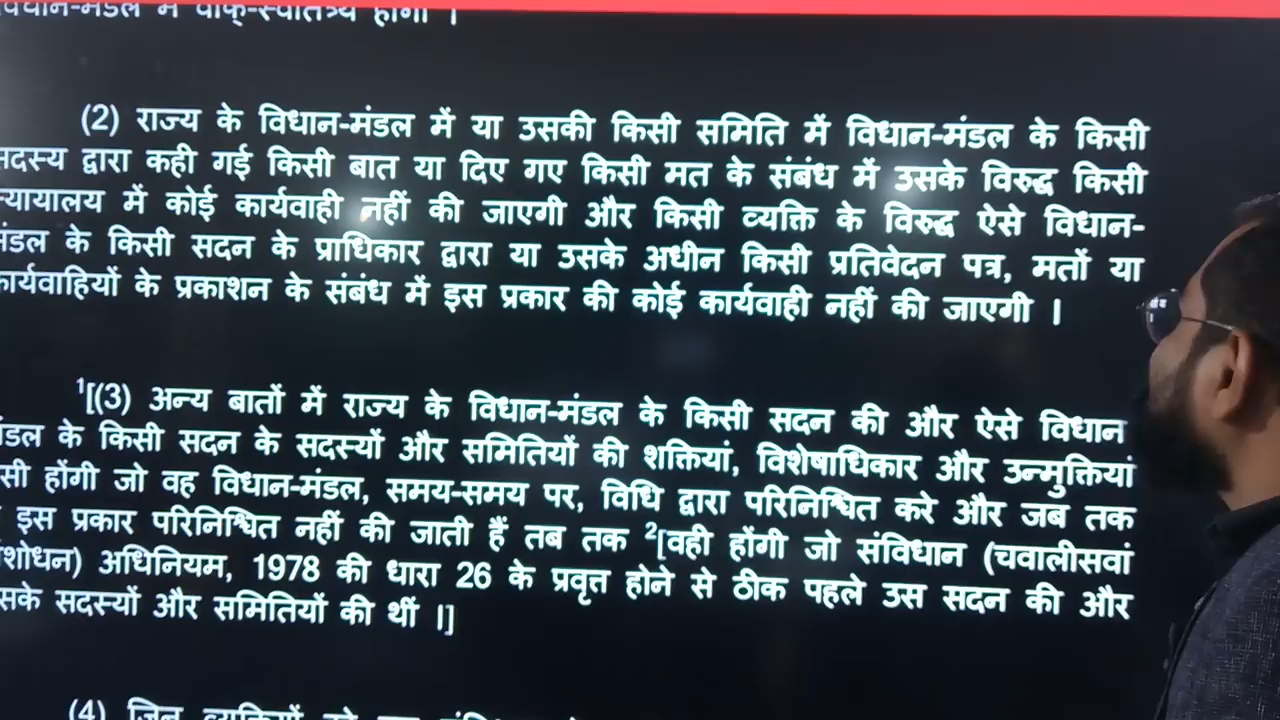 में वाक्-स्वातंत्र्य होगा ।
(2) राज्य के विधान-मंडल में या उसकी किसी समिति में विधान-मंडल के किसी
सदस्य द्वारा कही गई किसी बात या दिए गए किसी मत के संबंध में उसके विरुद्ध किसी
न्यायालय में कोई कार्यवाही नहीं की जाएगी और किसी व्यक्ति के विरुद्ध ऐसे विधान-
मंडल के किसी सदन के प्राधिकार द्वारा या उसके अधीन किसी प्रतिवेदन पत्र, मतों या
कार्यवाहियों के प्रकाशन के संबंध में इस प्रकार की कोई कार्यवाही नहीं की जाएगी ।
¹[(3) अन्य बातों में राज्य के विधान-मंडल के किसी सदन की और ऐसे विधान
मंडल के किसी सदन के सदस्यों और समितियों की शक्तियां, विशेषाधिकार और उन्मुक्तियां
सी होंगी जो वह विधान-मंडल, समय-समय पर, विधि द्वारा परिनिश्चित करे और जब तक
इस प्रकार परिनिश्चित नहीं की जाती हैं तब तक ²[वही होंगी जो संविधान (चवालीसवां
शोधन) अधिनियम, 1978 की धारा 26 के प्रवृत्त होने से ठीक पहले उस सदन की और
सके सदस्यों और समितियों की थीं ।]
(4) जिन व्यक्तियों